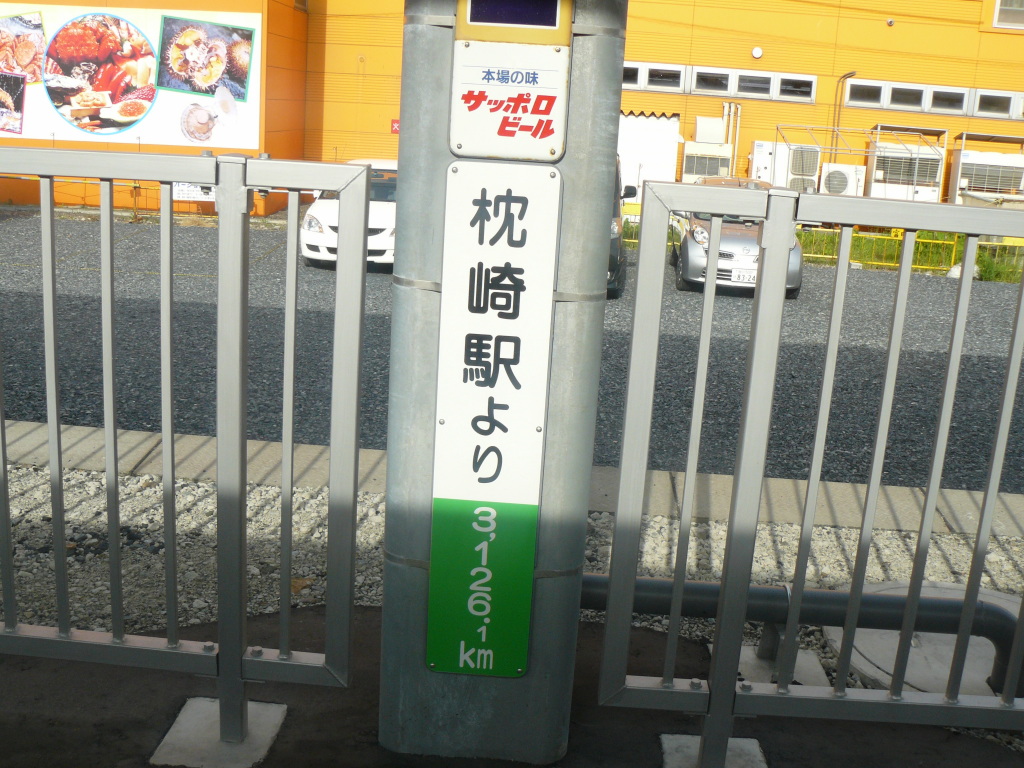 本場の味
サッポロ
ビール
枕崎駅より
3,126.1
km